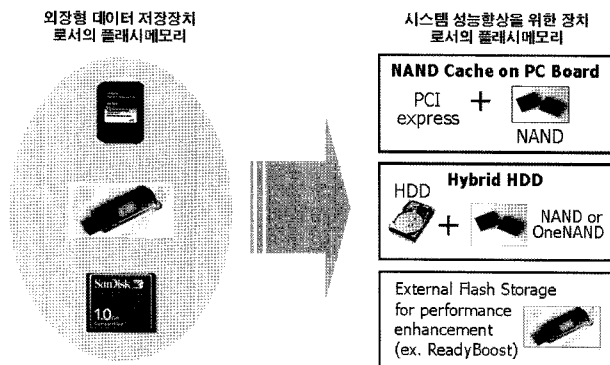 외장형 데이터 저장장치
로서의 플래시메모리
SanDisk
1.0
시스템 성능향상을 위한 장치
로서의 플래시메모리
NAND Cache on PC Board
PCI
express
+
NAND
Hybrid HDD
HDD
+
NAND or
OneNAND
External Flash Storage
for performance
enhancement
(ex. ReadyBoost)